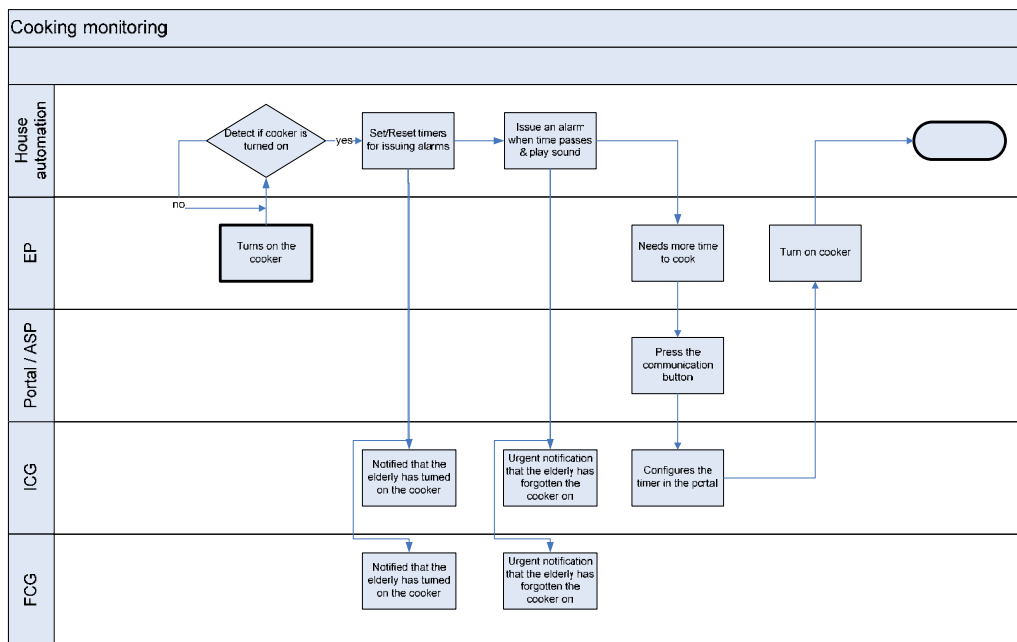 Cooking monitoring
House
automation
Detect if cooker is
turned on
yes
Set/Reset timers
for issuing alarms
Issue an alarm
when time passes
& play sound
no
EP
Turns on the
cooker
Needs more time
to cook
Turn on cooker
Portal / ASP
Press the
communication
button
ICG
Notified that the
elderly has turned
on the cooker
Urgent notification
that the elderly has
forgotten the
cooker on
Configures the
timer in the portal
FCG
Notified that the
elderly has turned
on the cooker
Urgent notification
that the elderly has
forgotten the
cooker on